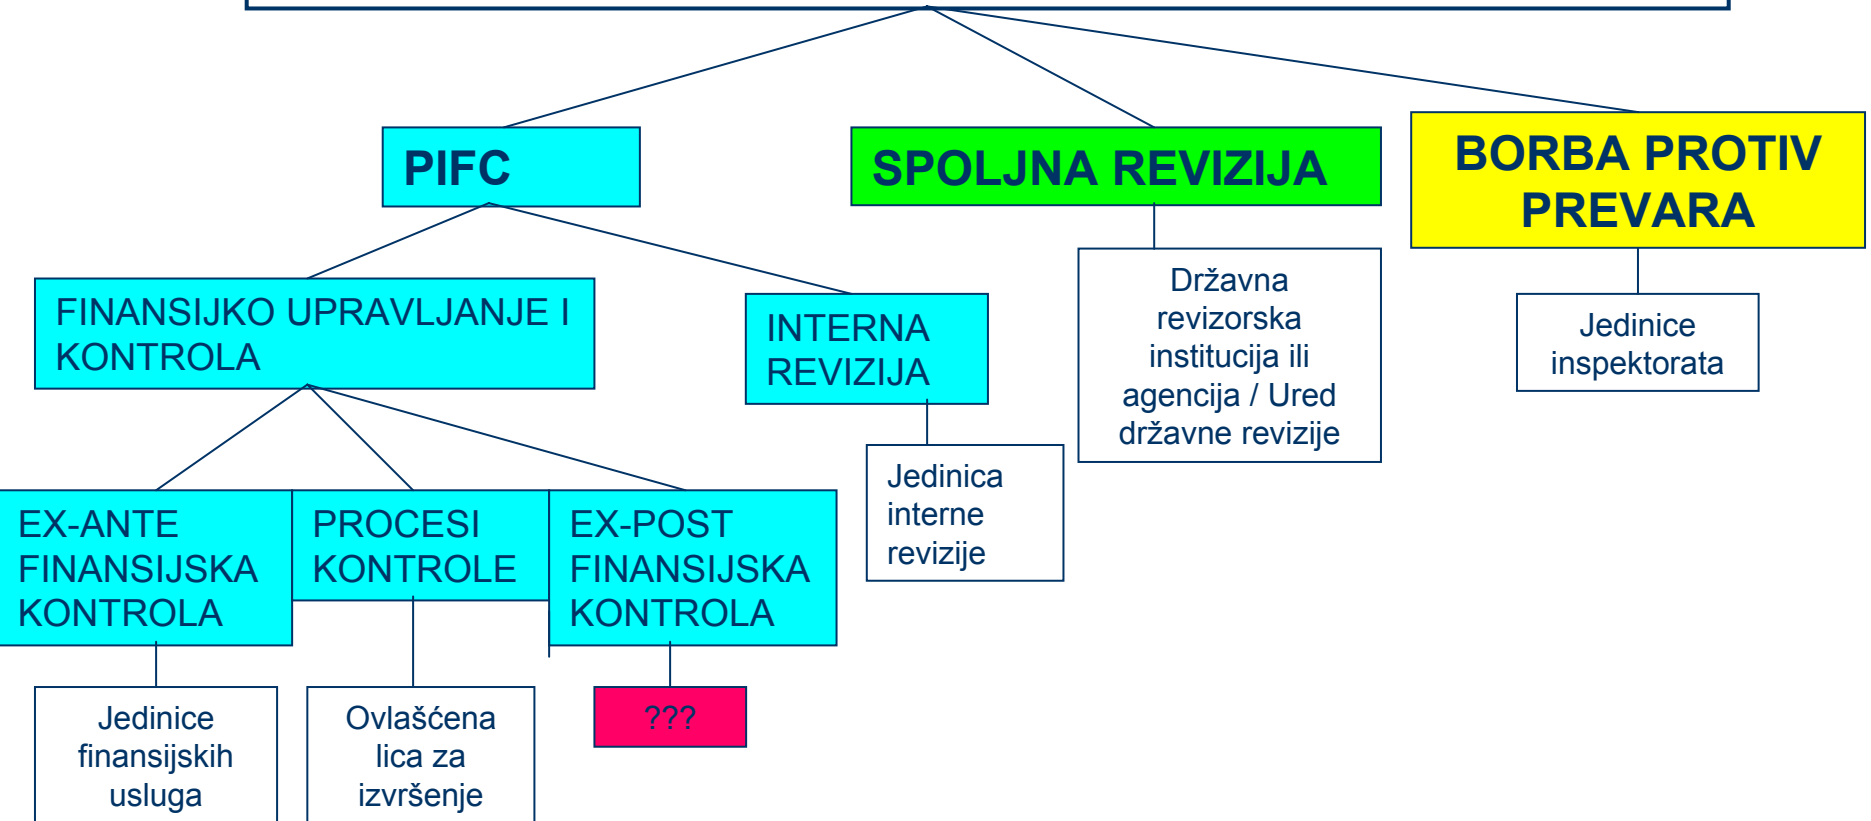 PIFC
SPOLJNA REVIZIJA
BORBA PROTIV
PREVARA
FINANSIJKO UPRAVLJANJE I
KONTROLA
INTERNA
REVIZIJA
Državna
revizorska
institucija ili
agencija / Ured
državne revizije
Jedinice
inspektorata
Jedinica
interne
revizije
EX-ANTE
FINANSIJSKA
KONTROLA
PROCESI
KONTROLE
EX-POST
FINANSIJSKA
KONTROLA
Jedinice
finansijskih
usluga
Ovlašćena
lica za
izvršenje
???